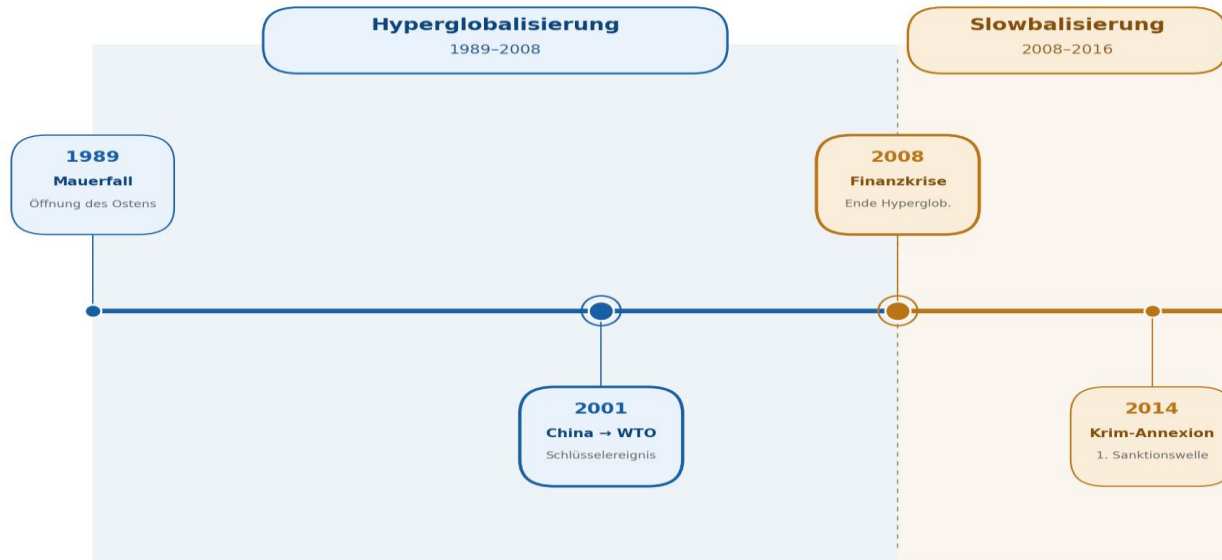 Hyperglobalisierung
1989–2008
Slowbalisierung
2008–2016
1989
Mauerfall
Öffnung des Ostens
2008
Finanzkrise
Ende Hyperglob.
2001
China → WTO
Schlüsselereignis
2014
Krim-Annexion
1. Sanktionswelle